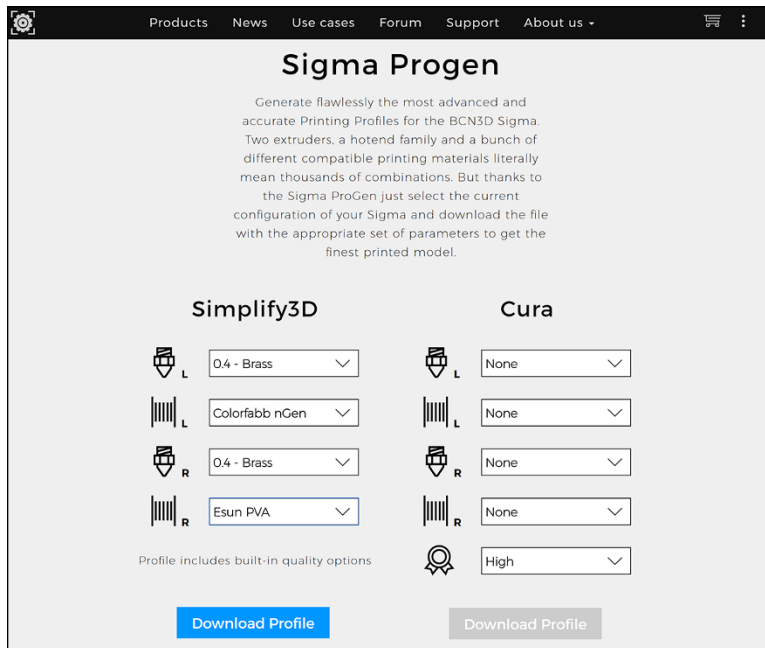 Products News Use cases Forum Support About us
Sigma Progen
Generate flawlessly the most advanced and
accurate Printing Profiles for the BCN3D Sigma.
Two extruders, a hotend family and a bunch of
different compatible printing materials literally
mean thousands of combinations. But thanks to
the Sigma ProGen just select the current
configuration of your Sigma and download the file
with the appropriate set of parameters to get the
finest printed model.
Simplify3D
L 0.4 - Brass
L Colorfabb nGen
R 0.4 - Brass
R Esun PVA
Profile includes built-in quality options
Download Profile
Cura
L None
L None
R None
R None
High
Download Profile